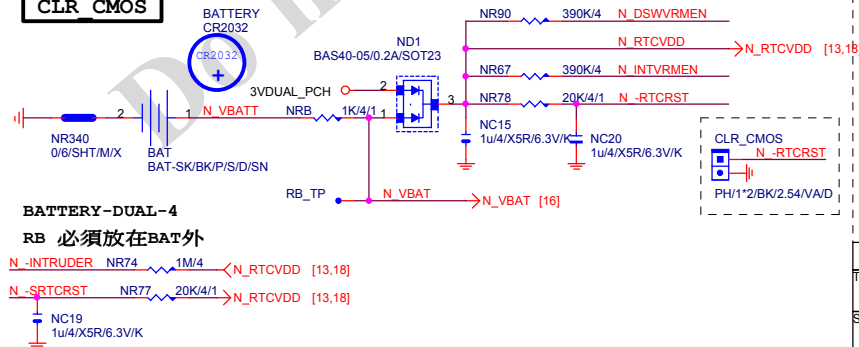 CLR_CMOS
BATTERY
CR2032
CR2032
+
ND1
BAS40-05/0.2A/SOT23
NR90 390K/4 N_DSWVRMEN
N_RTCVDD N_RTCVDD [13,18]
NR67 390K/4 N_INTVRMEN
3VDUAL_PCH 2
3
NR78 20K/4/1 N_-RTCRST
2 1 N_VBATT NRB 1K/4/1 1
NR340
0/6/SHT/M/X
BAT
BAT-SK/BK/P/S/D/SN
NC15
1u/4/X5R/6.3V/K
NC20
1u/4/X5R/6.3V/K
CLR_CMOS
N_-RTCRST
PH/1*2/BK/2.54/VA/D
RB_TP N_VBAT N_VBAT [16]
BATTERY-DUAL-4
RB 必須放在BAT外
N_-INTRUDER NR74 1M/4 N_RTCVDD [13,18]
N_-SRTCRST NR77 20K/4/1 N_RTCVDD [13,18]
NC19
1u/4/X5R/6.3V/K
Do